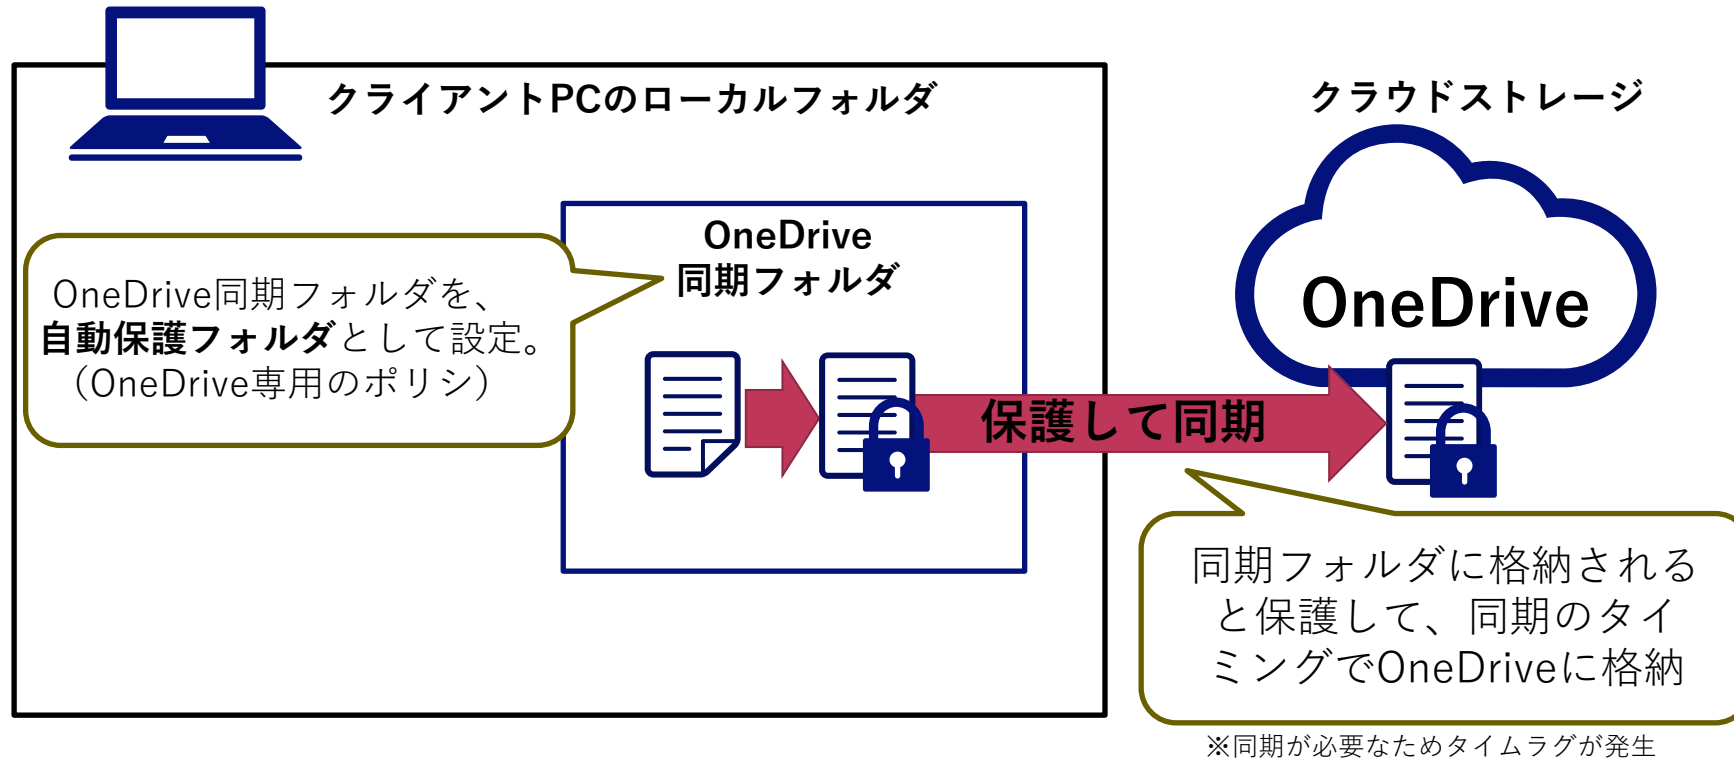 クライアントPCのローカルフォルダ
クラウドストレージ
OneDrive
同期フォルダ
OneDrive同期フォルダを、
自動保護フォルダとして設定。
（OneDrive専用のポリシ）
OneDrive
保護して同期
同期フォルダに格納される
と保護して、同期のタイ
ミングでOneDriveに格納
※同期が必要なためタイムラグが発生